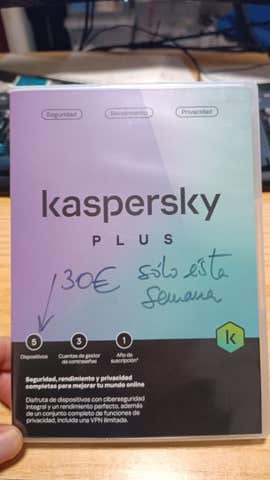 Seguridad Rendimiento Privacidad
kaspersky
PLUS
30€ sólo ésta
semana
5 3 1
Dispositivos Cuentas de gestor de contraseñas Año de suscripción*
Seguridad, rendimiento y privacidad
completas para mejorar tu mundo online
Disfruta de dispositivos con ciberseguridad
integral y un rendimiento perfecto, además
de un conjunto completo de funciones de
privacidad, incluida una VPN ilimitada.